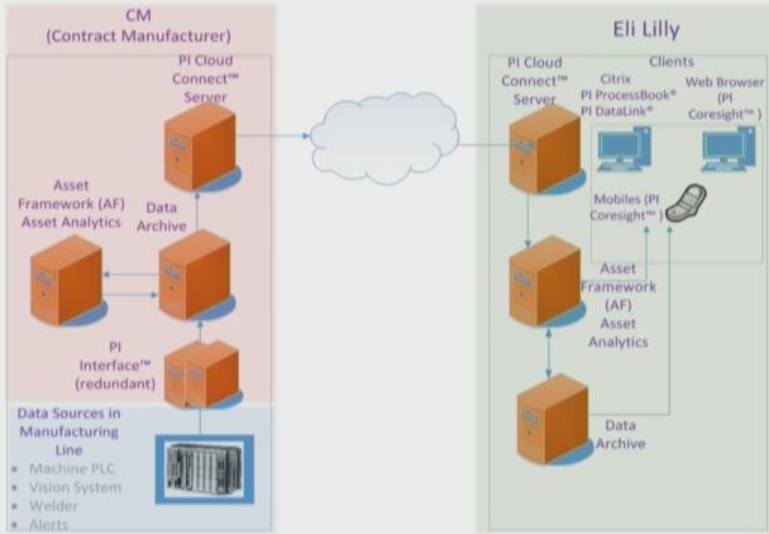 CM
(Contract Manufacturer)
PI Cloud
Connect™
Server
Asset
Framework (AF)
Asset Analytics
Data
Archive
PI
Interface™
(redundant)
Data Sources in
Manufacturing
Line
• Machine PLC
• Vision System
• Welder
• Alerts
Eli Lilly
PI Cloud
Connect™
Server
Clients
Citrix
PI ProcessBook®
PI DataLink®
Web Browser
(PI
Coresight™ )
Mobiles (PI
Coresight™ )
Asset
Framework
(AF)
Asset
Analytics
Data
Archive